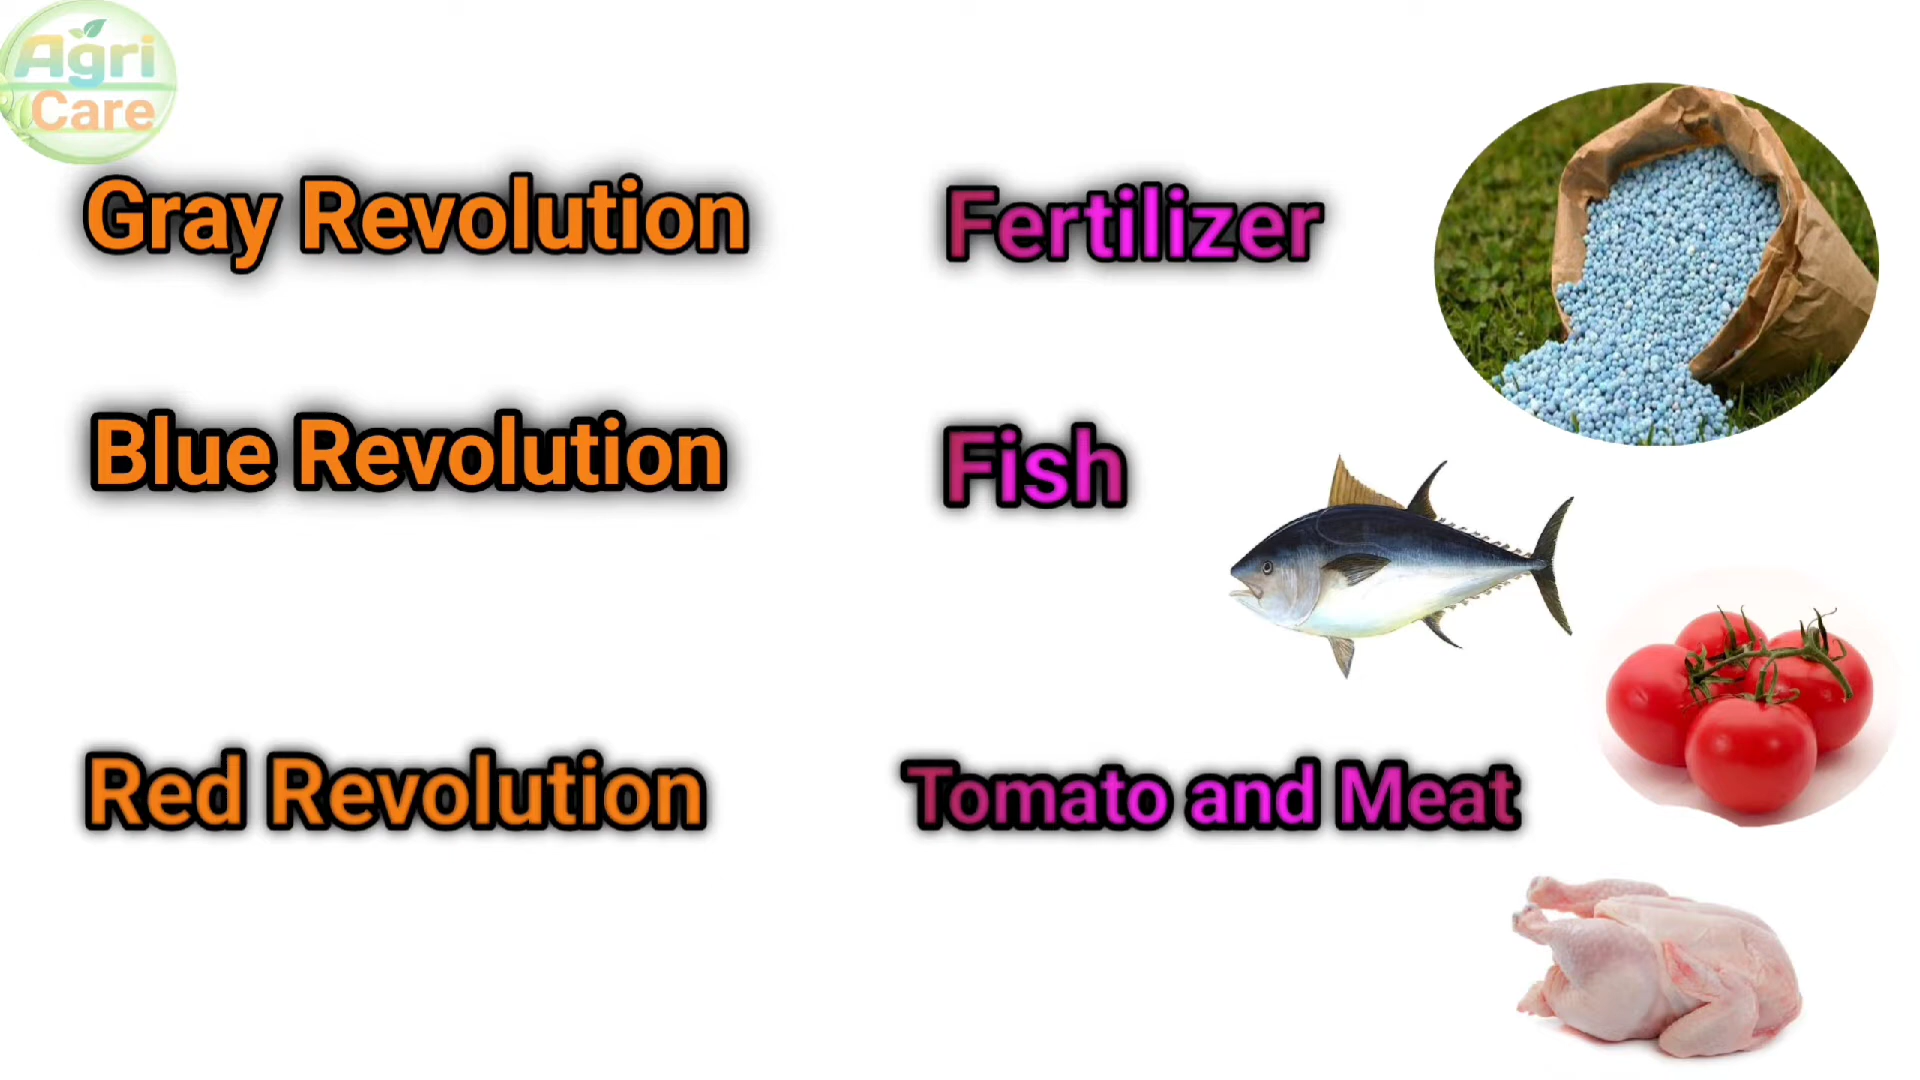 Agri
Care
Gray Revolution
Fertilizer
Blue Revolution
Fish
Red Revolution
Tomato and Meat